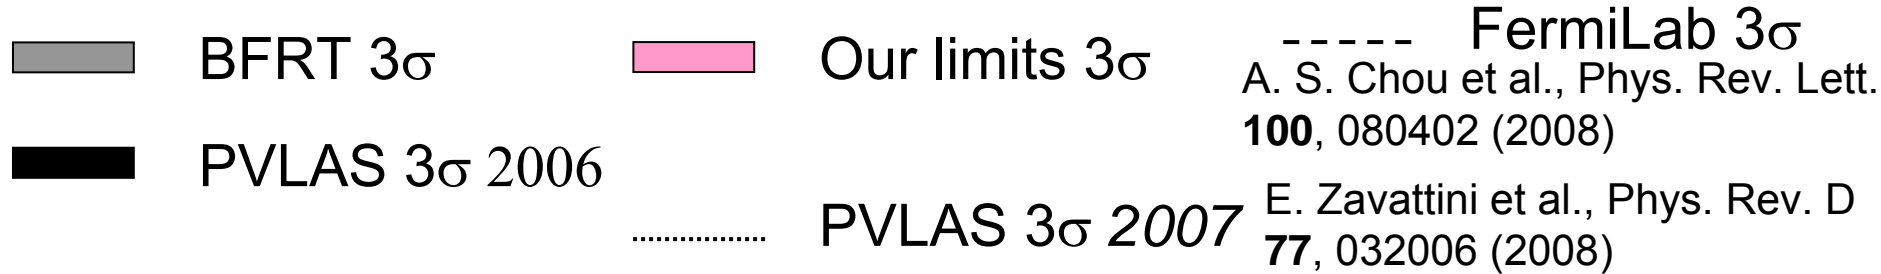 BFRT 3σ
PVLAS 3σ 2006
Our limits 3σ
PVLAS 3σ 2007
FermiLab 3σ
A. S. Chou et al., Phys. Rev. Lett.
100, 080402 (2008)
E. Zavattini et al., Phys. Rev. D
77, 032006 (2008)